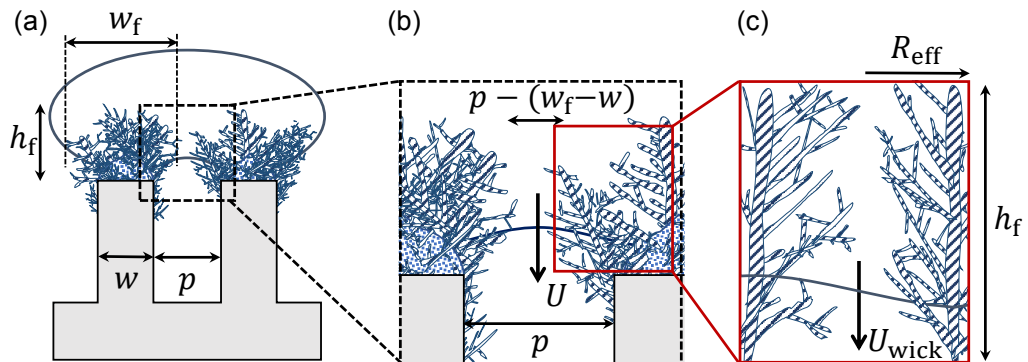 (a)
w_f
h_f
w
p
(b)
p − (w_f−w)
U
p
(c)
R_eff
h_f
U_wick